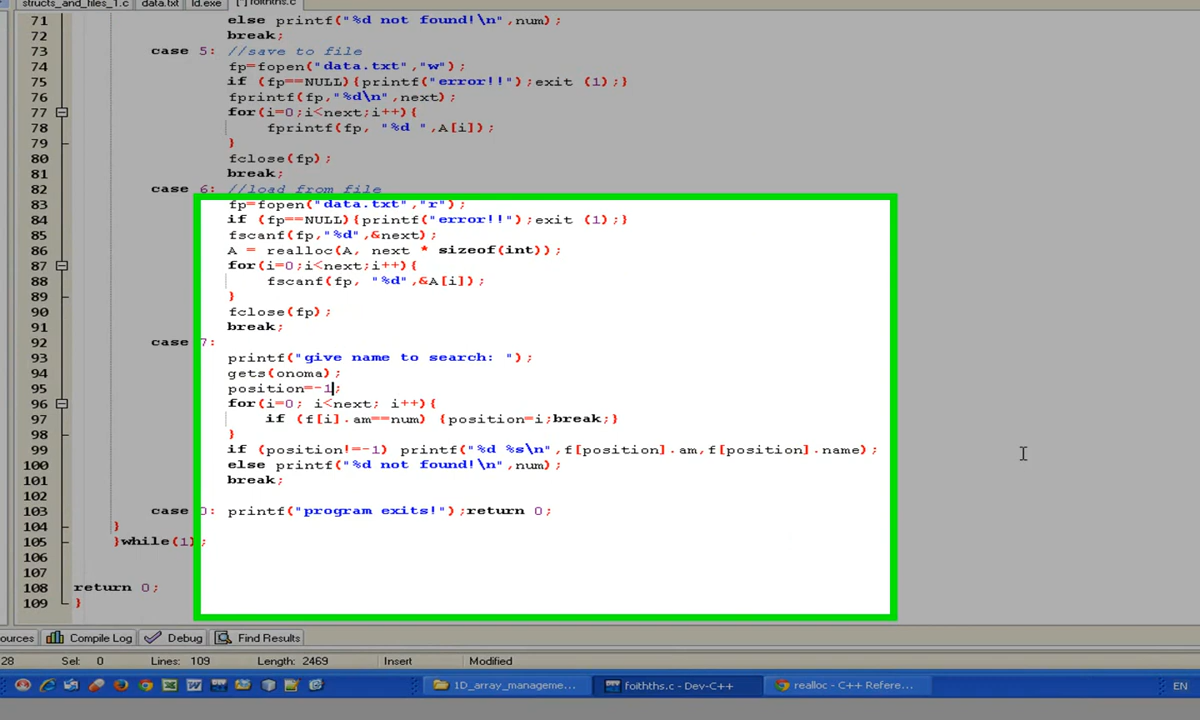 structs_and_files_1.c data.txt ld.exe [*] foihths.c
71 else printf("%d not found!\n",num);
72 break;
73 case 5: //save to file
74 fp=fopen("data.txt","w");
75 if (fp==NULL){printf("error!!");exit (1);}
76 fprintf(fp,"%d\n",next);
77 for(i=0;i<next;i++){
78 fprintf(fp, "%d ",A[i]);
79 }
80 fclose(fp);
81 break;
82 case 6: //load from file
83 fp=fopen("data.txt","r");
84 if (fp==NULL){printf("error!!");exit (1);}
85 fscanf(fp,"%d",&next);
86 A = realloc(A, next * sizeof(int));
87 for(i=0;i<next;i++){
88 fscanf(fp, "%d",&A[i]);
89 }
90 fclose(fp);
91 break;
92 case 7:
93 printf("give name to search: ");
94 gets(onoma);
95 position=-1;
96 for(i=0; i<next; i++){
97 if (f[i].am==num) {position=i;break;}
98 }
99 if (position!=-1) printf("%d %s\n",f[position].am,f[position].name);
100 else printf("%d not found!\n",num);
101 break;
102
103 case 0: printf("program exits!");return 0;
104 }
105 }while(1);
106
107
108 return 0;
109 }
ources Compile Log Debug Find Results
28 Sel: 0 Lines: 109 Length: 2469 Insert Modified
1D_array_manageme... foihths.c - Dev-C++ realloc - C++ Refere... EN